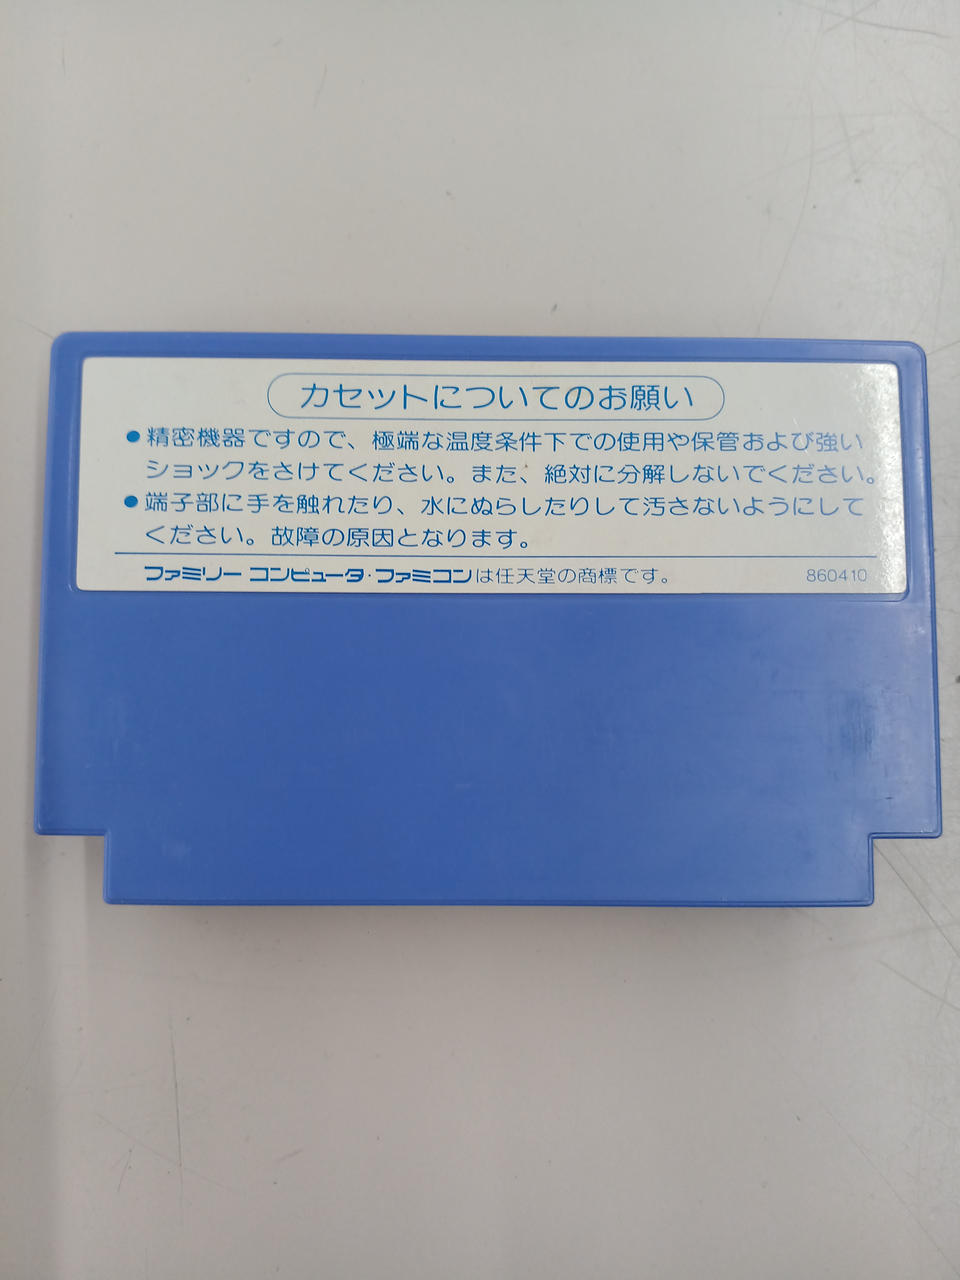 カセットについてのお願い
●精密機器ですので、極端な温度条件下での使用や保管および強い
ショックをさけてください。また、絶対に分解しないでください。
●端子部に手を触れたり、水にぬらしたりして汚さないようにして
ください。故障の原因となります。
ファミリー コンピュータ・ファミコンは任天堂の商標です。 860410